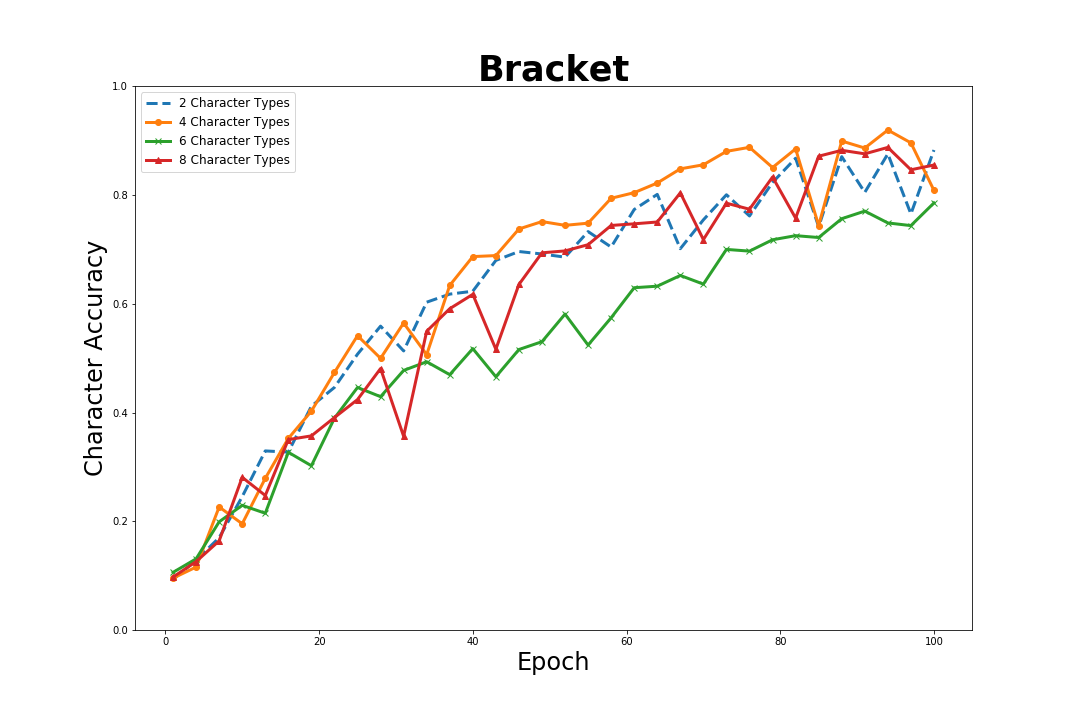 Bracket
1.0
0.8
0.6
0.4
0.2
0.0
Character Accuracy
2 Character Types
4 Character Types
6 Character Types
8 Character Types
0 20 40 60 80 100
Epoch